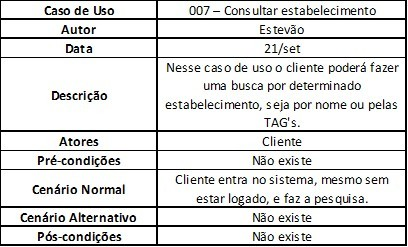 Caso de Uso 007 – Consultar estabelecimento
Autor Estevão
Data 21/set
Descrição
Nesse caso de uso o cliente poderá fazer
uma busca por determinado
estabelecimento, seja por nome ou pelas
TAG's.
Atores Cliente
Pré-condições Não existe
Cenário Normal
Cliente entra no sistema, mesmo sem
estar logado, e faz a pesquisa.
Cenário Alternativo Não existe
Pós-condições Não existe